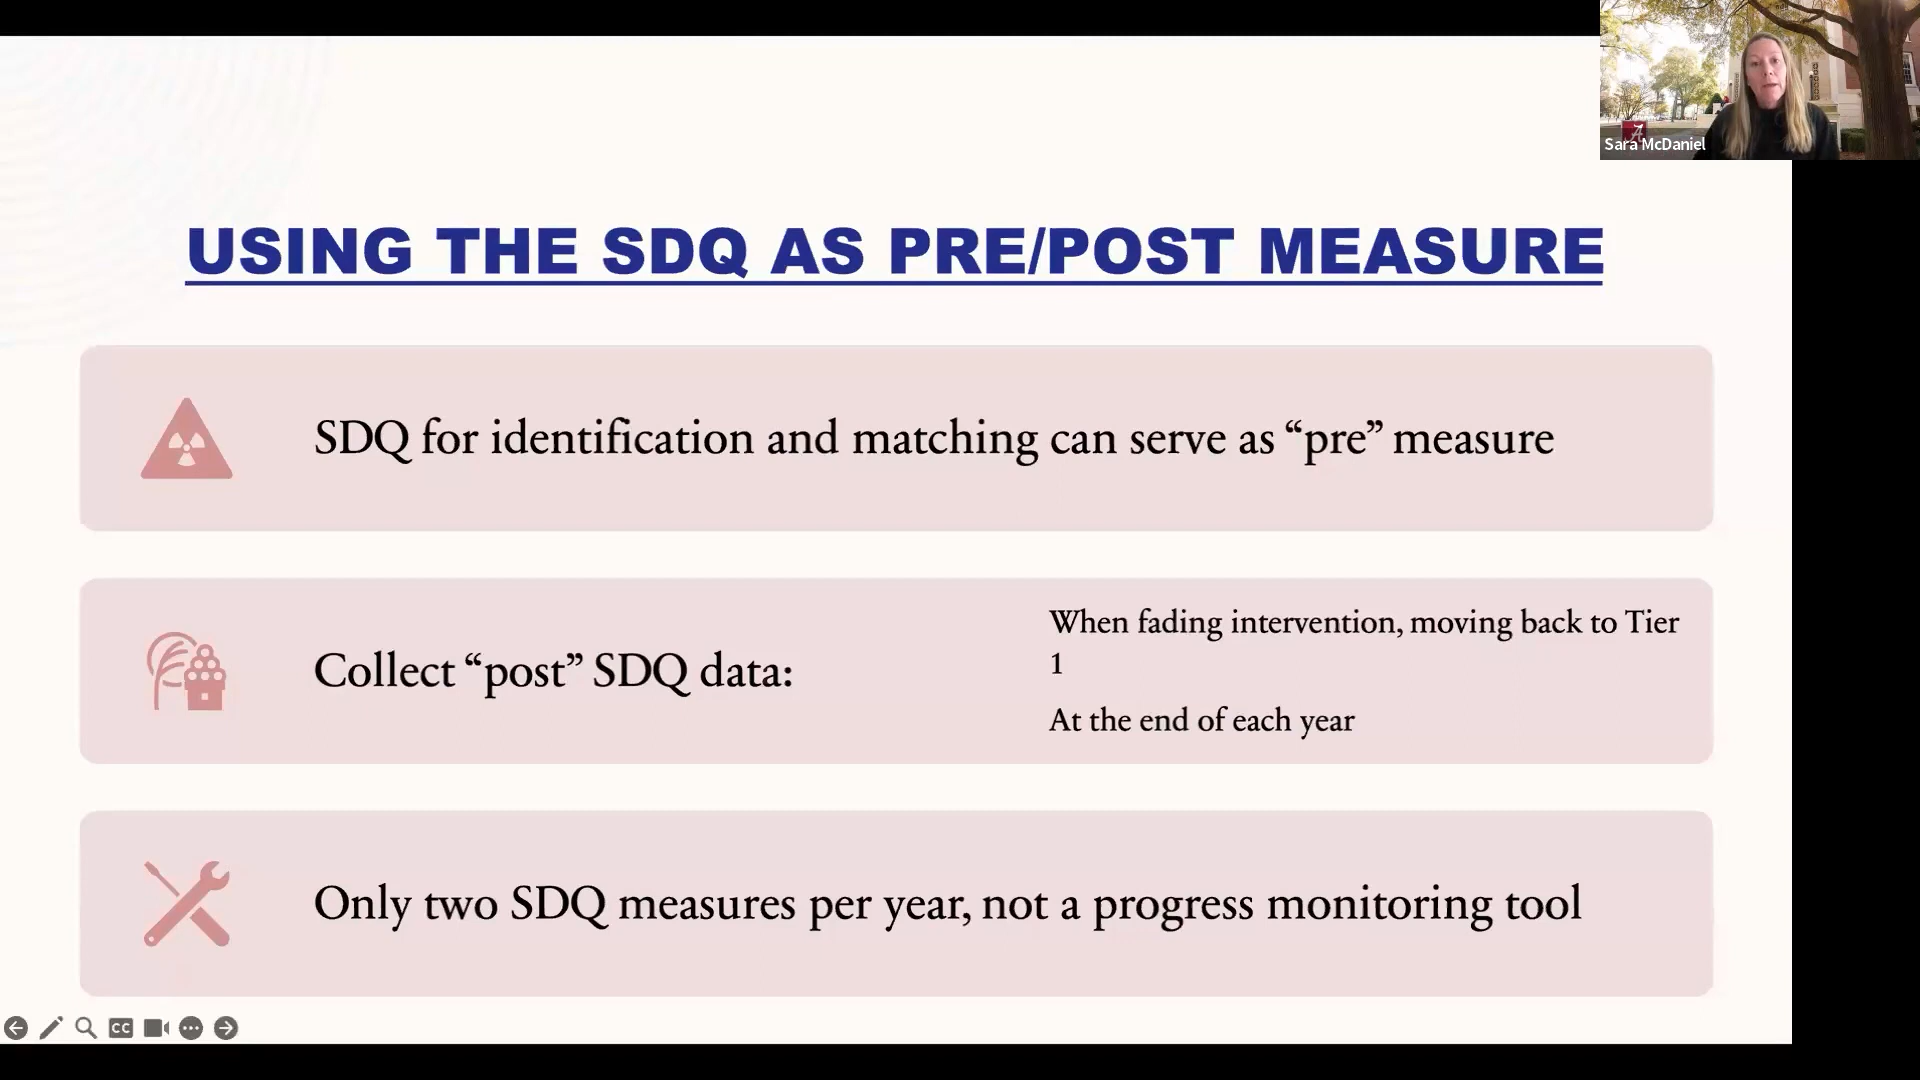 Sara McDaniel
USING THE SDQ AS PRE/POST MEASURE
SDQ for identification and matching can serve as “pre” measure
Collect “post” SDQ data:
When fading intervention, moving back to Tier
1
At the end of each year
Only two SDQ measures per year, not a progress monitoring tool
CC
A